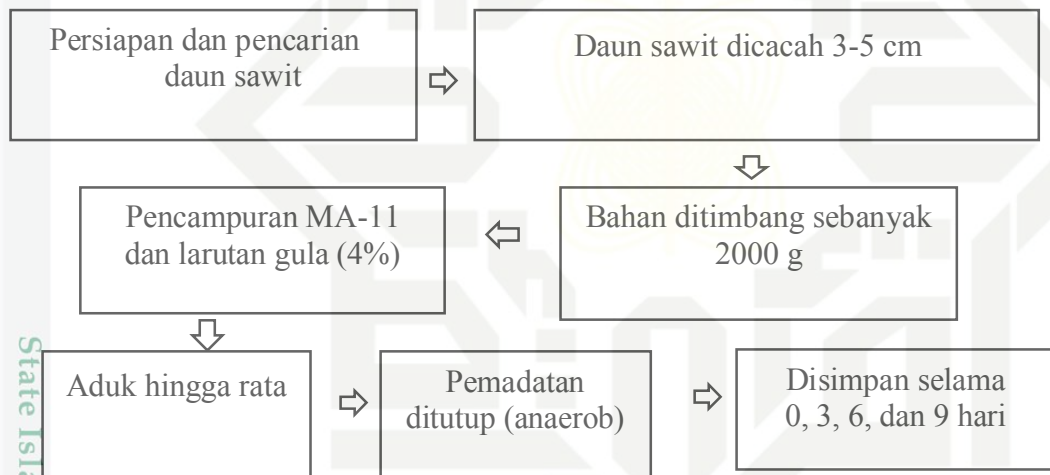 Persiapan dan pencarian
daun sawit
Daun sawit dicacah 3-5 cm
Bahan ditimbang sebanyak
2000 g
Pencampuran MA-11
dan larutan gula (4%)
Aduk hingga rata
Pemadatan
ditutup (anaerob)
Disimpan selama
0, 3, 6, dan 9 hari
State Isla